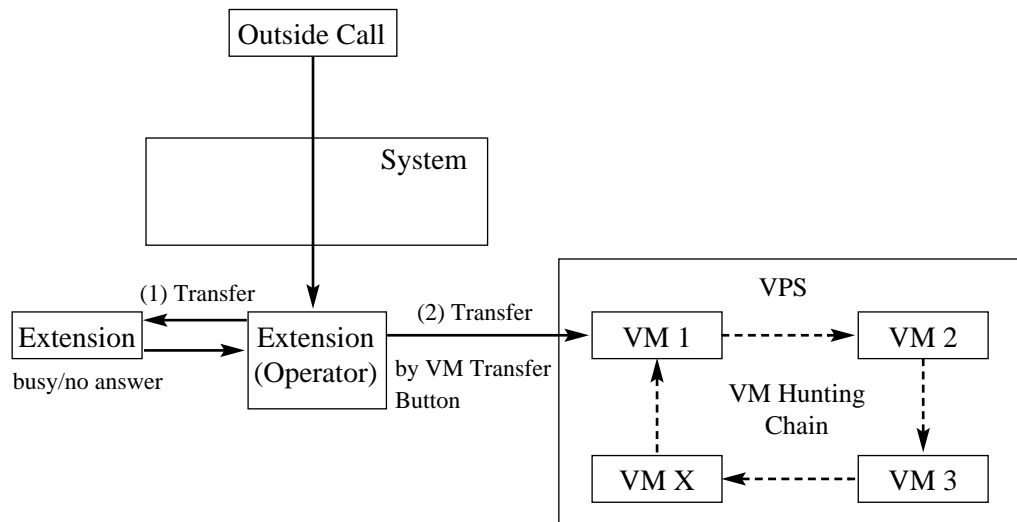 Outside Call
System
(1) Transfer
Extension
busy/no answer
Extension
(Operator)
(2) Transfer
by VM Transfer
Button
VPS
VM 1
VM 2
VM Hunting
Chain
VM X
VM 3